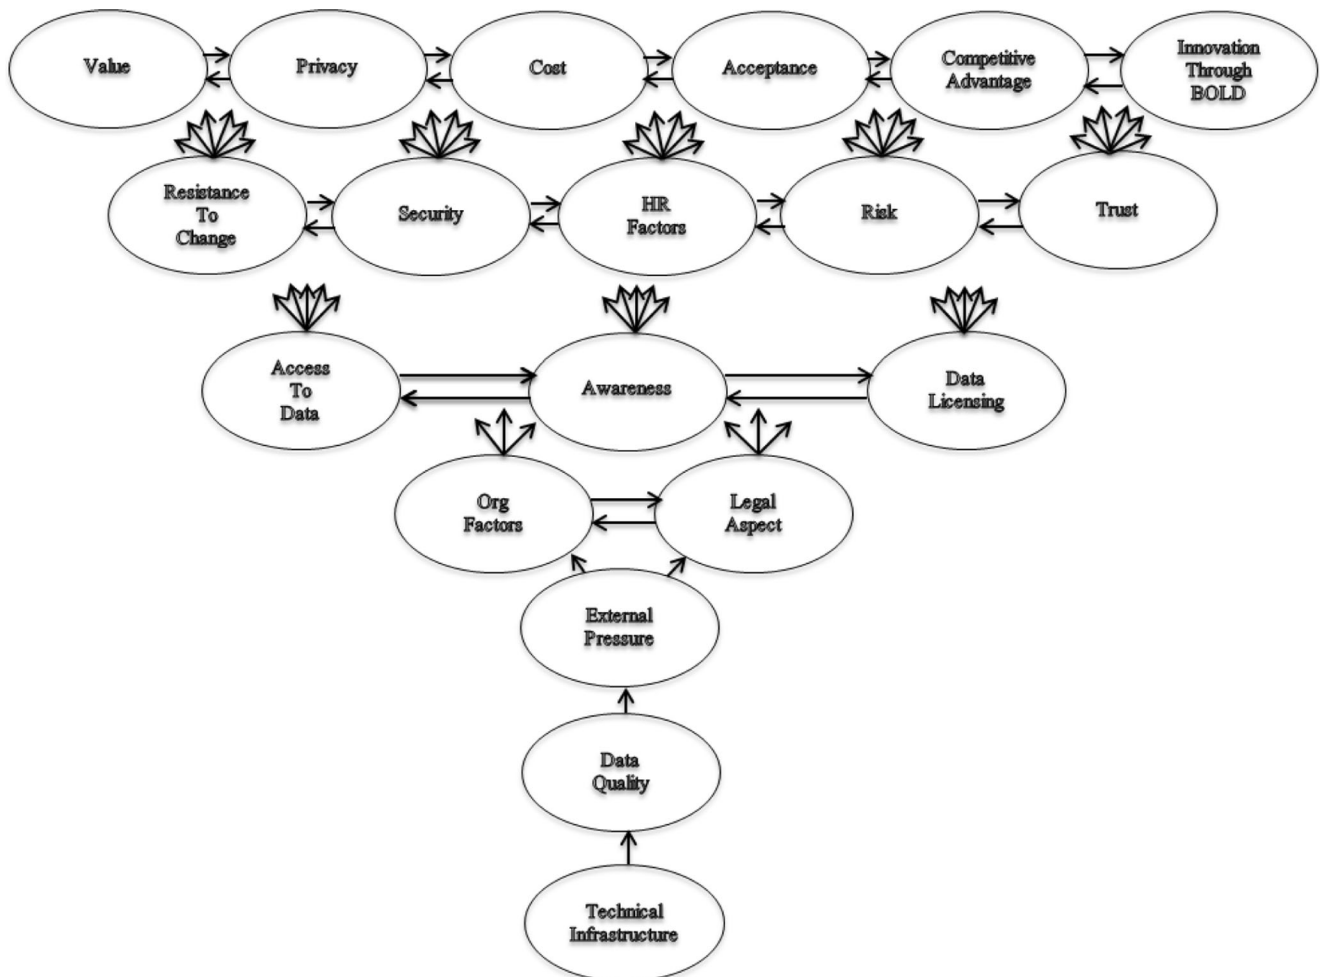 Value
Privacy
Cost
Acceptance
Competitive
Advantage
Innovation
Through
BOLD
Resistance
To
Change
Security
HR
Factors
Risk
Trust
Access
To
Data
Awareness
Data
Licensing
Org
Factors
Legal
Aspect
External
Pressure
Data
Quality
Technical
Infrastructure